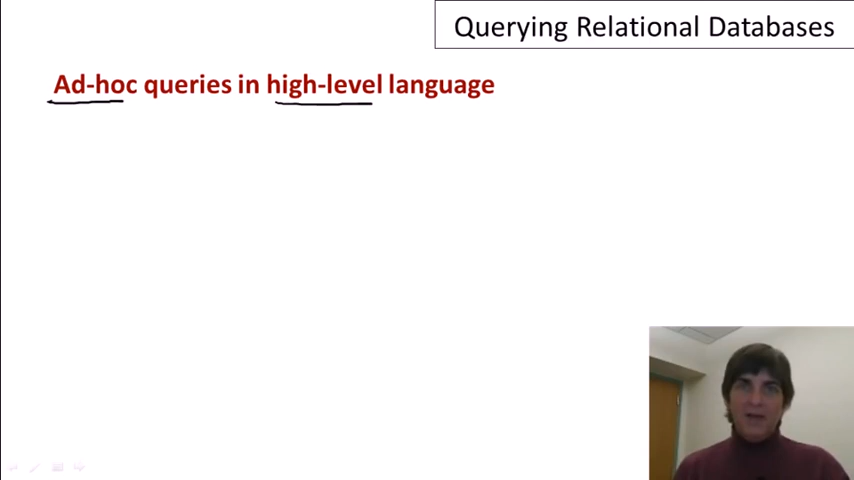 Querying Relational Databases
Ad-hoc queries in high-level language